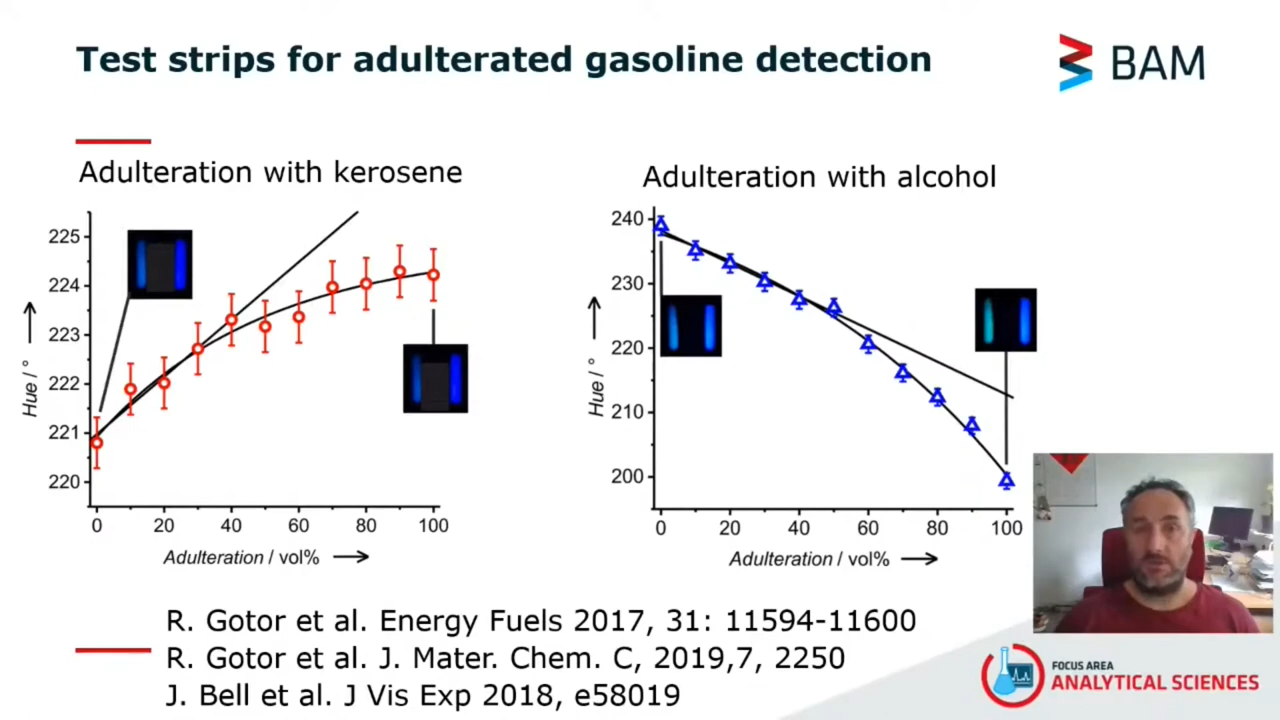 Test strips for adulterated gasoline detection
BAM
Adulteration with kerosene
Adulteration with alcohol
225
224
223
222
221
220
Hue / °
0 20 40 60 80 100
Adulteration / vol%
240
230
220
210
200
Hue / °
0 20 40 60 80 100
Adulteration / vol%
R. Gotor et al. Energy Fuels 2017, 31: 11594-11600
R. Gotor et al. J. Mater. Chem. C, 2019,7, 2250
J. Bell et al. J Vis Exp 2018, e58019
FOCUS AREA
ANALYTICAL SCIENCES